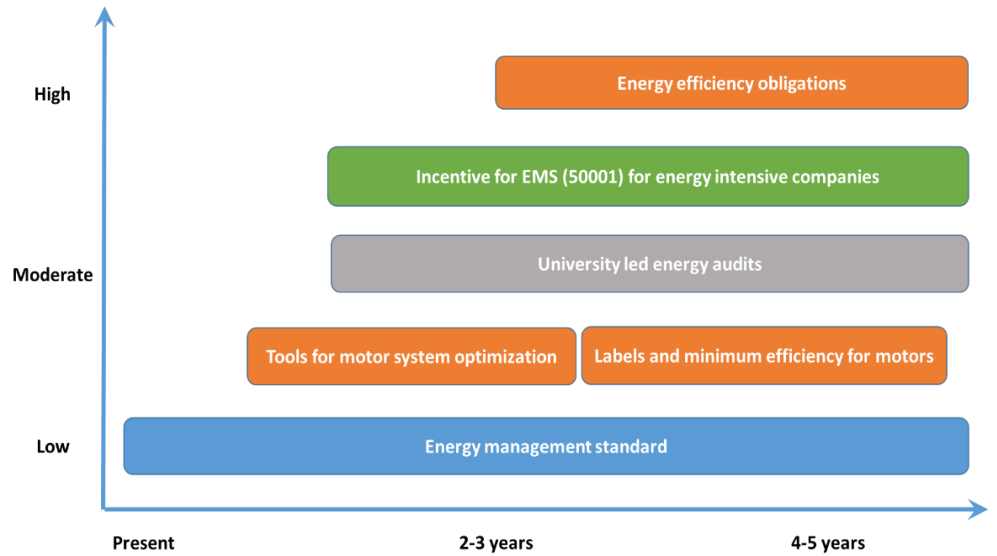 High
Energy efficiency obligations
Incentive for EMS (50001) for energy intensive companies
University led energy audits
Moderate
Tools for motor system optimization
Labels and minimum efficiency for motors
Low
Energy management standard
Present
2-3 years
4-5 years